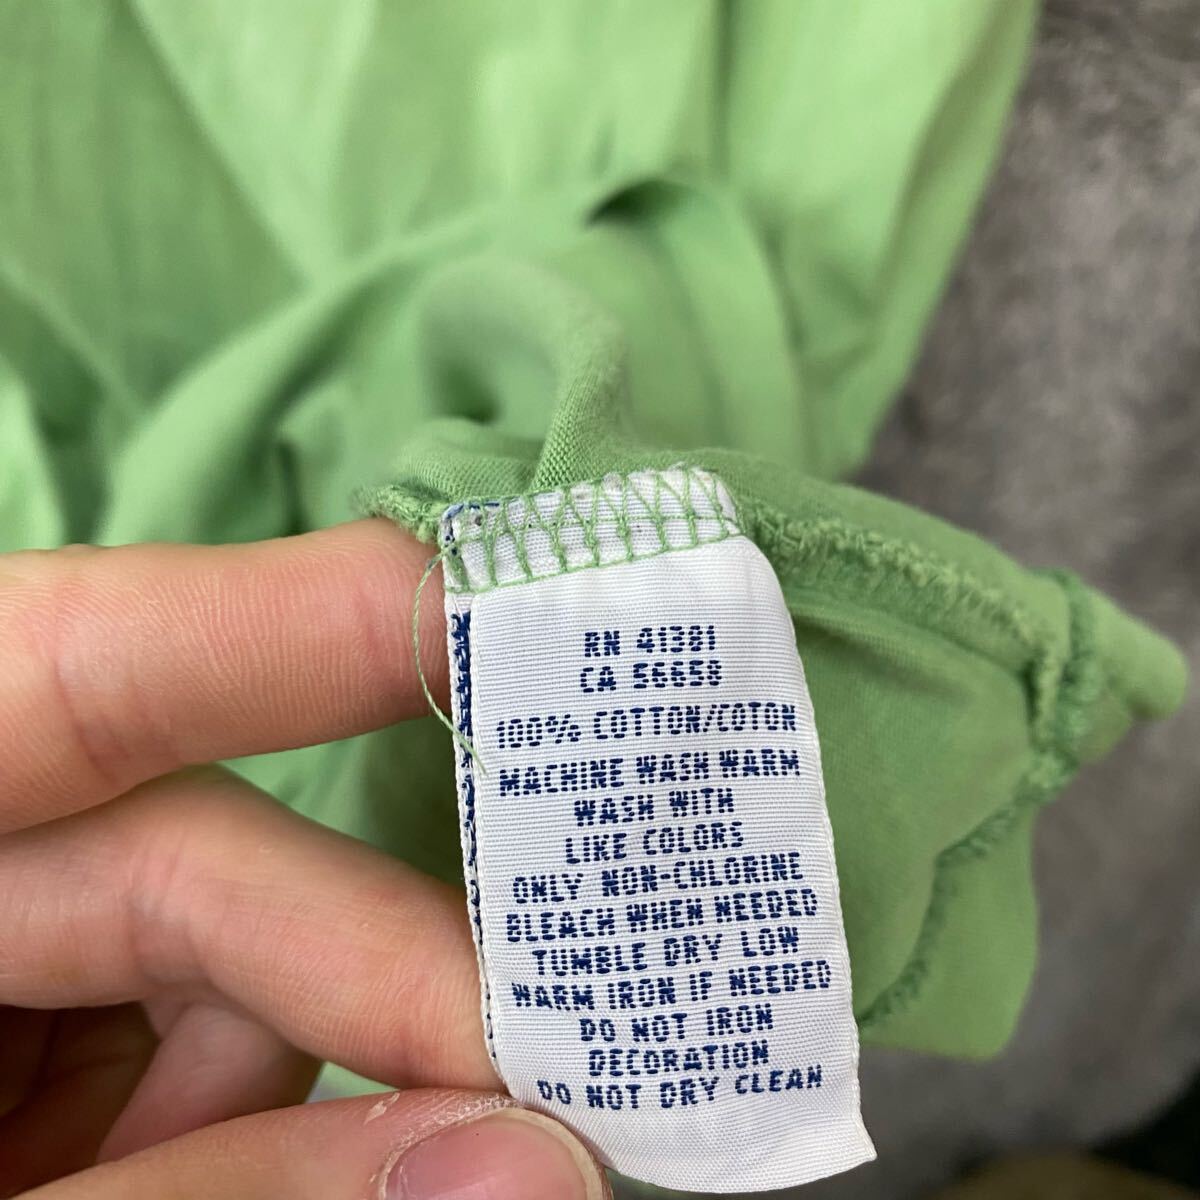 RN 41381
CA 56658
100% COTTON/COTON
MACHINE WASH WARM
WASH WITH
LIKE COLORS
ONLY NON-CHLORINE
BLEACH WHEN NEEDED
TUMBLE DRY LOW
WARM IRON IF NEEDED
DO NOT IRON
DECORATION
DO NOT DRY CLEAN